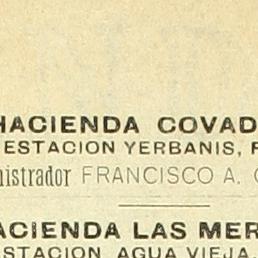 HACIENDA COVAD
ESTACION YERBANIS, F
nistrador FRANCISCO A.
ACIENDA LAS MER
ESTACION AGUA VIEJA.